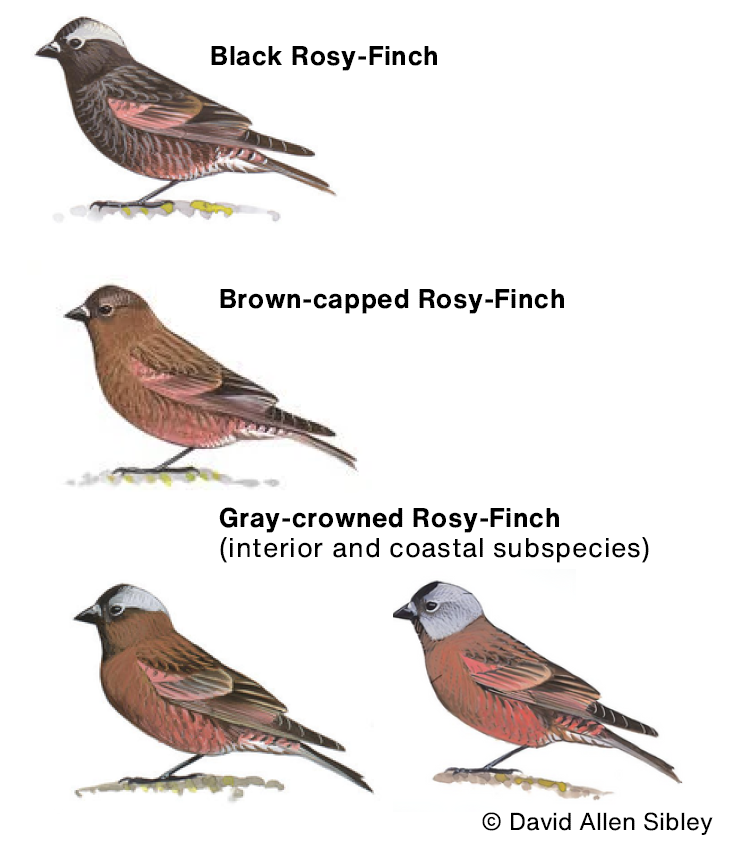 Black Rosy-Finch
Brown-capped Rosy-Finch
Gray-crowned Rosy-Finch
(interior and coastal subspecies)
© David Allen Sibley